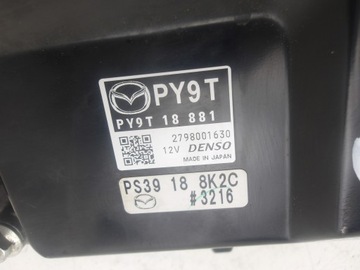 PY9T
PY9T 18 881
2798001630
12V DENSO
MADE IN JAPAN
PS39 18 8K2C
#3216